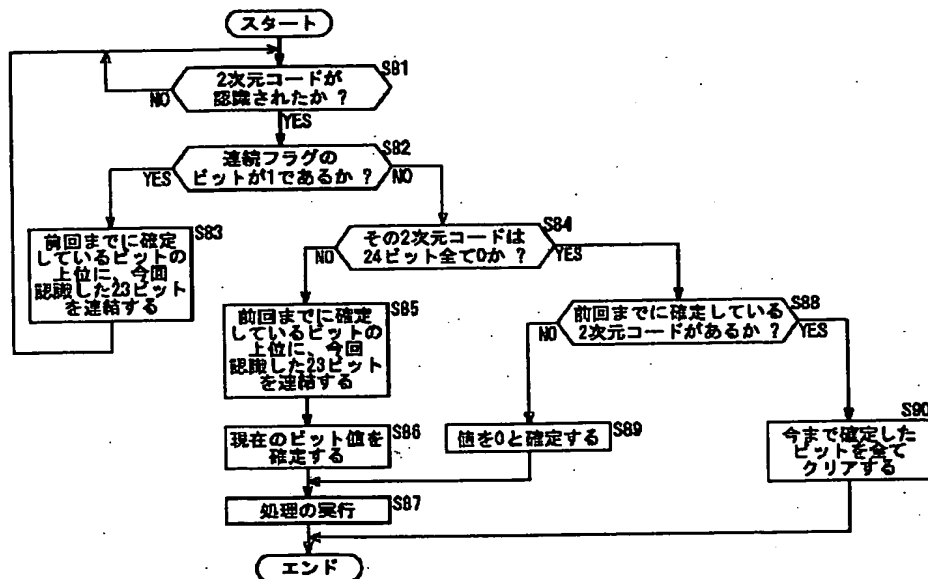 スタート
2次元コードが
認識されたか ?
S81
NO
YES
連続フラグの
ビットが1であるか ?
S82
YES
NO
前回までに確定
しているビットの
上位に、今回
認識した23ビット
を連結する
S83
その2次元コードは
24ビット全て0か ?
S84
NO
YES
前回までに確定
しているビットの
上位に、今回
認識した23ビット
を連結する
S85
前回までに確定している
2次元コードがあるか ?
S88
NO
YES
現在のビット値を
確定する
S86
値を0と確定する
S89
今まで確定した
ビットを全て
クリアする
S90
処理の実行
S87
エンド